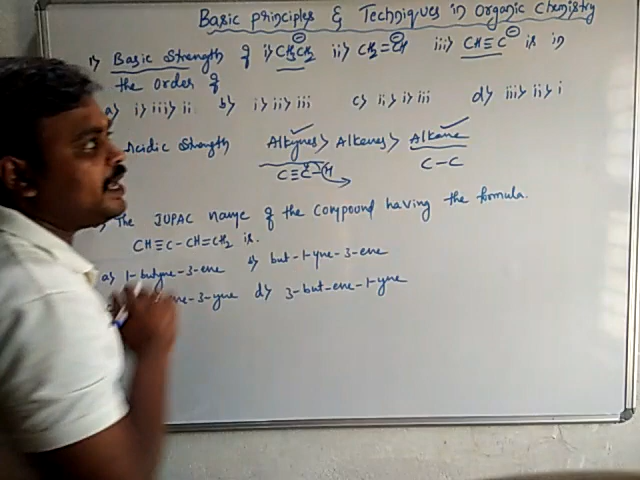 Basic principles & Techniques in Organic Chemistry
1) Basic Strength of i) CH₃CH₂⊖ ii) CH₂=CH⊖ iii) CH≡C⊖ is in
the order of
a) i) iii) ii b) i) ii) iii c) ii) i) iii d) iii) ii) i
Acidic Strength Alkynes > Alkenes > Alkane
C≡C-H C-C
) The IUPAC name of the compound having the formula.
CH≡C-CH=CH₂ is.
a) 1-butyne-3-ene b) but-1-yne-3-ene
-3-yne d) 3-but-ene-1-yne